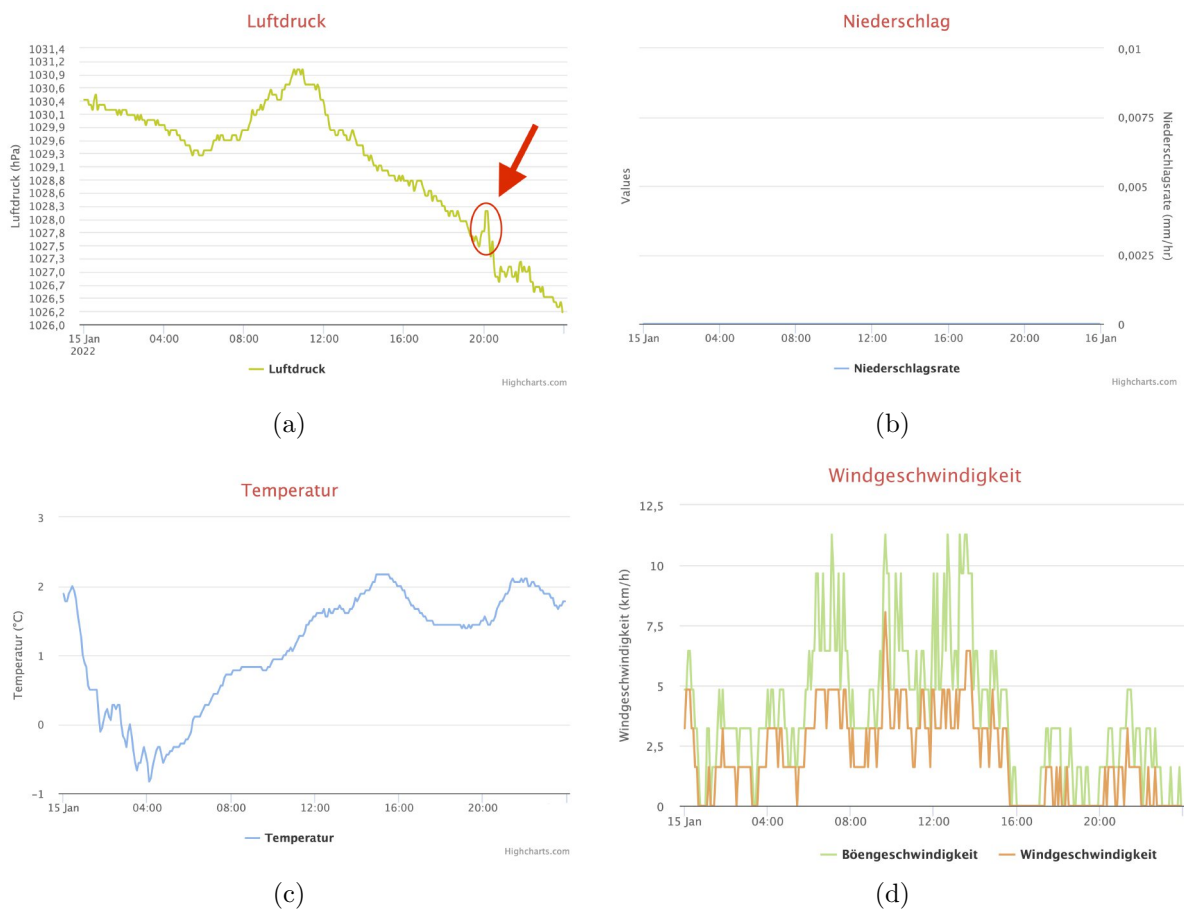 Luftdruck
1031,4
1031,2
1030,9
1030,6
1030,4
1030,1
1029,9
1029,6
1029,3
1029,1
1028,8
1028,6
1028,3
1028,0
1027,8
1027,5
1027,3
1027,0
1026,7
1026,5
1026,2
1026,0
Luftdruck (hPa)
15 Jan 04:00 08:00 12:00 16:00 20:00
2022
Luftdruck
Highcharts.com
(a)
Niederschlag
0,01
0,0075
0,005
0,0025
0
Values
Niederschlagsrate (mm/hr)
15 Jan 04:00 08:00 12:00 16:00 20:00 16 Jan
Niederschlagsrate
Highcharts.com
(b)
Temperatur
3
2
1
0
−1
Temperatur (°C)
15 Jan 04:00 08:00 12:00 16:00 20:00
Temperatur
Highcharts.com
(c)
Windgeschwindigkeit
12,5
10
7,5
5
2,5
0
Windgeschwindigkeit (km/h)
15 Jan 04:00 08:00 12:00 16:00 20:00
Böengeschwindigkeit Windgeschwindigkeit
(d)